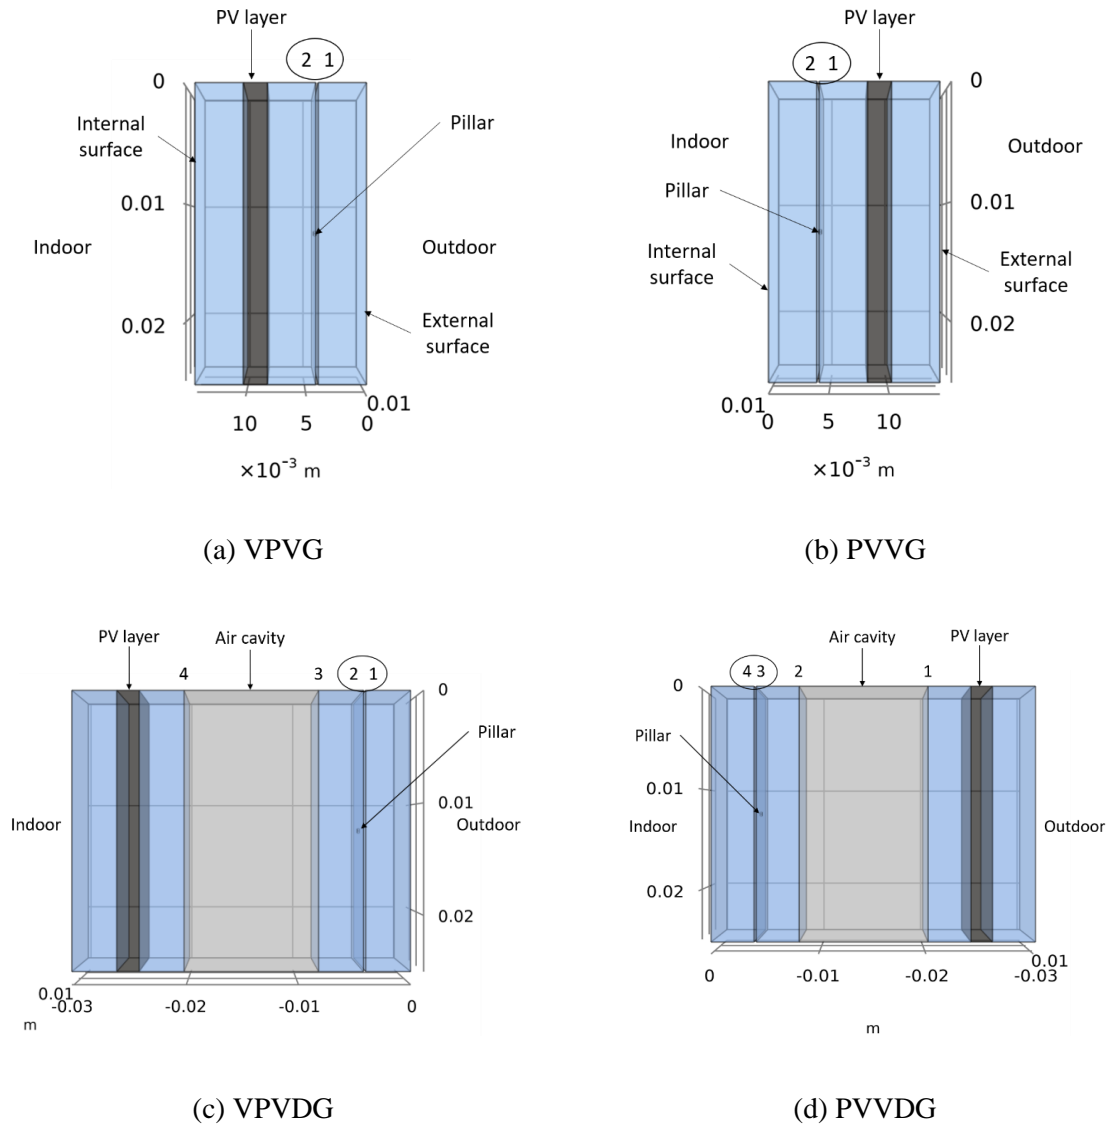 PV layer
2 1
0
Internal
surface
Pillar
0.01
Indoor
Outdoor
0.02
External
surface
0.01
10 5 0
×10⁻³ m
(a) VPVG
PV layer
2 1
0
Indoor
Outdoor
Pillar
0.01
Internal
surface
External
surface
0.02
0.01
0 5 10
×10⁻³ m
(b) PVVG
PV layer
Air cavity
4 3 2 1
0
Pillar
0.01
Indoor
Outdoor
0.02
0.01
-0.03 -0.02 -0.01 0
m
(c) VPVDG
Air cavity
PV layer
4 3 2 1
0
Pillar
0.01
Indoor
Outdoor
0.02
0.01
0 -0.01 -0.02 -0.03
m
(d) PVVDG